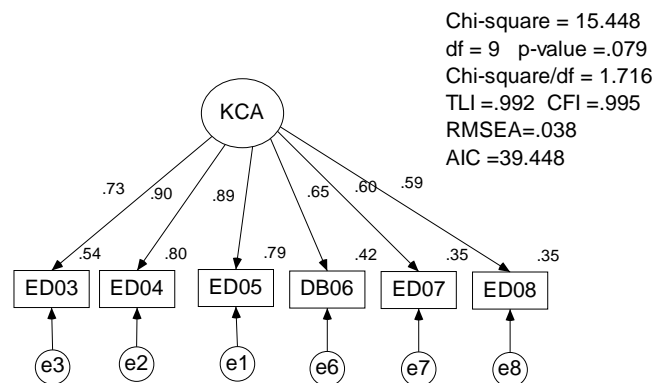 Chi-square = 15.448
df = 9 p-value =.079
Chi-square/df = 1.716
TLI =.992 CFI =.995
RMSEA=.038
AIC =39.448
KCA
.73 .90 .89 .65 .60 .59
.54 .80 .79 .42 .35 .35
ED03 ED04 ED05 DB06 ED07 ED08
e3 e2 e1 e6 e7 e8